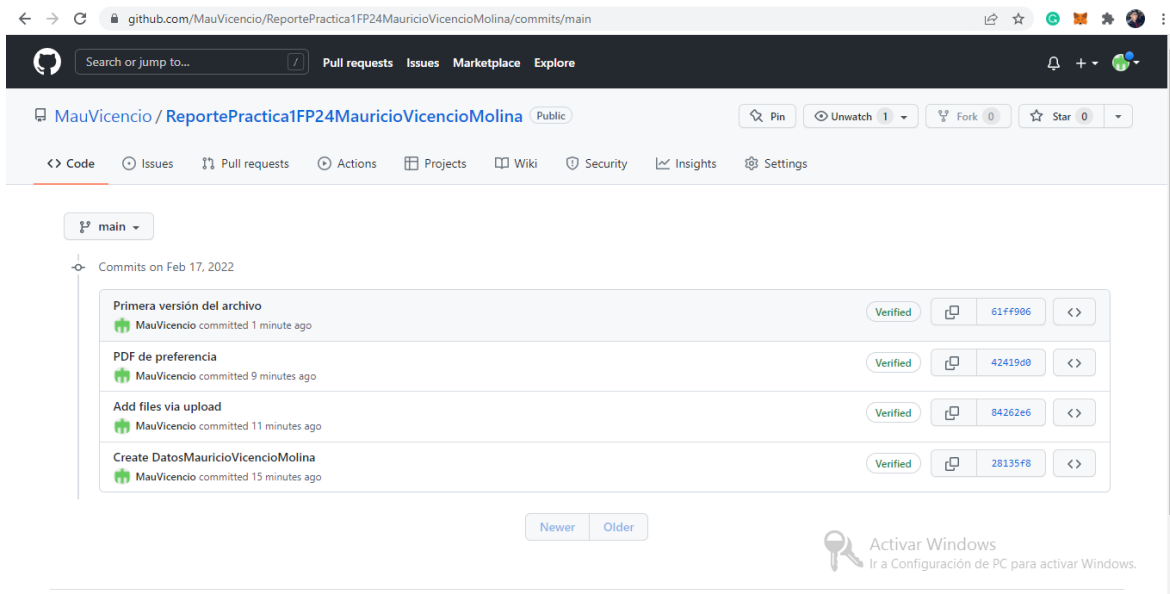 github.com/MauVicencio/ReportePractica1FP24MauricioVicencioMolina/commits/main
Search or jump to... / Pull requests Issues Marketplace Explore
MauVicencio / ReportePractica1FP24MauricioVicencioMolina Public Pin Unwatch 1 Fork 0 Star 0
Code Issues Pull requests Actions Projects Wiki Security Insights Settings
main
Commits on Feb 17, 2022
Primera versión del archivo
MauVicencio committed 1 minute ago
Verified 61ff906
PDF de preferencia
MauVicencio committed 9 minutes ago
Verified 42419d0
Add files via upload
MauVicencio committed 11 minutes ago
Verified 84262e6
Create DatosMauricioVicencioMolina
MauVicencio committed 15 minutes ago
Verified 28135f8
Newer Older
Activar Windows
Ir a Configuración de PC para activar Windows.